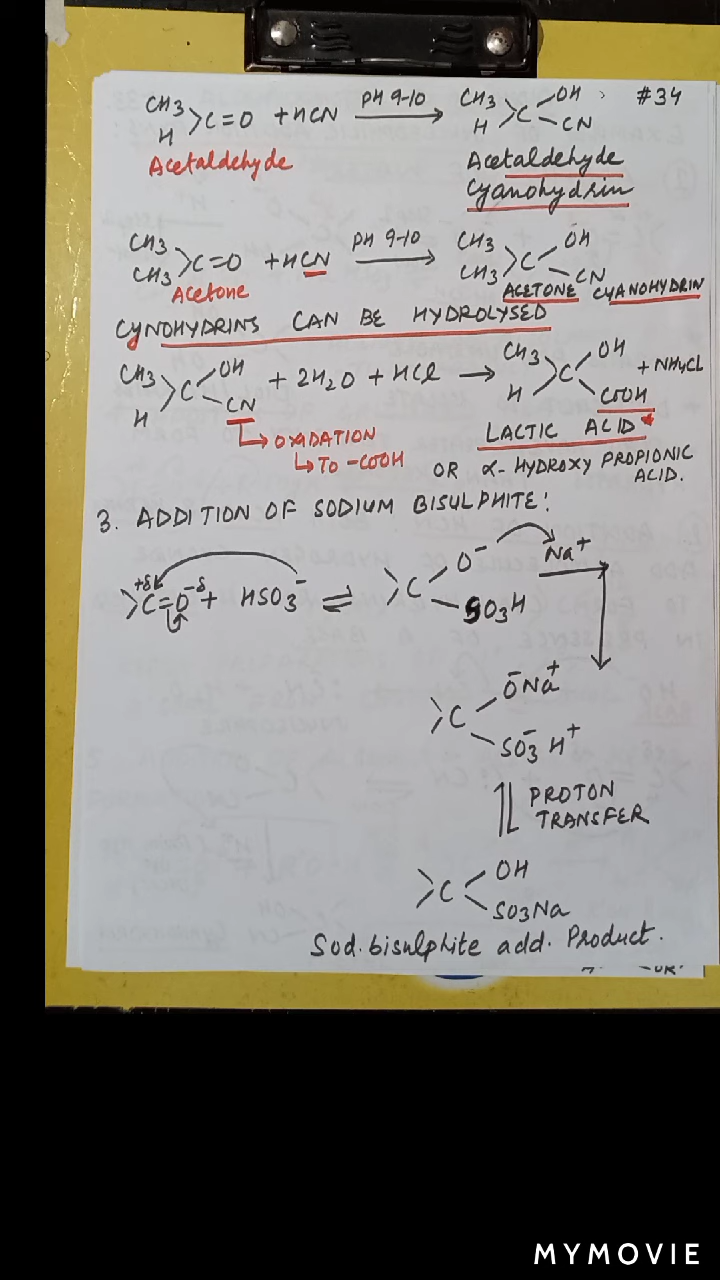 #34
CH3 H >C=O + HCN PH 9-10 → CH3 H >C OH CN
Acetaldehyde
Acetaldehyde
Cyanohydrin
CH3 CH3 >C=O + HCN PH 9-10 → CH3 CH3 >C OH CN
Acetone
ACETONE CYANOHYDRIN
CYNOHYDRINS CAN BE HYDROLYSED
CH3 H >C OH CN + 2H2O + HCl → CH3 H >C OH COOH + NH4CL
OXIDATION
TO -COOH
LACTIC ACID *
OR α-HYDROXY PROPIONIC
ACID.
3. ADDITION OF SODIUM BISULPHITE:
>C=O +δ -δ + HSO3- ⇌ >C O- SO3H Na+
>C O-Na+ SO3- H+
PROTON
TRANSFER
>C OH SO3Na
Sod. bisulphite add. Product.
MYMOVIE